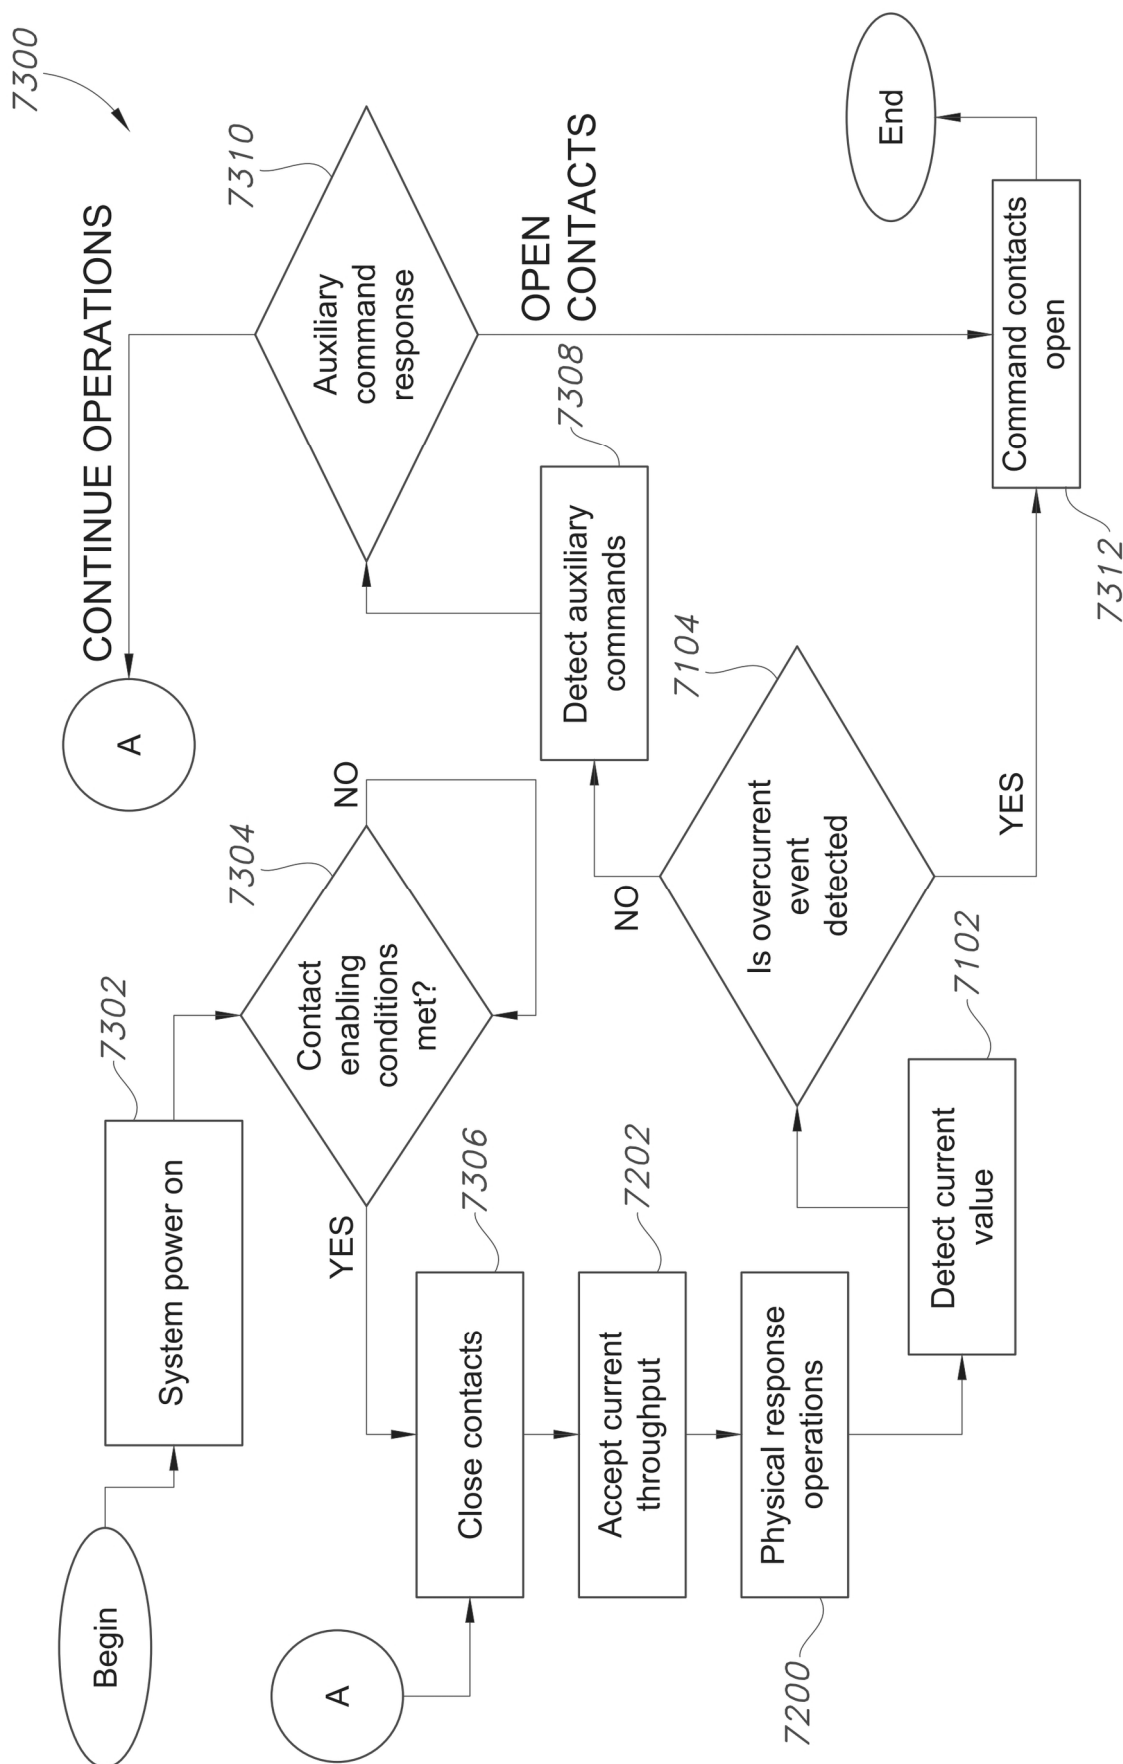 7300
Begin
System power on
7302
Contact
enabling
conditions
met?
7304
NO
YES
A
Close contacts
7306
Accept current
throughput
7202
Physical response
operations
7200
Detect current
value
7102
Is overcurrent
event
detected
7104
NO
YES
Detect auxiliary
commands
7308
Auxiliary
command
response
7310
CONTINUE OPERATIONS
A
OPEN
CONTACTS
Command contacts
open
7312
End